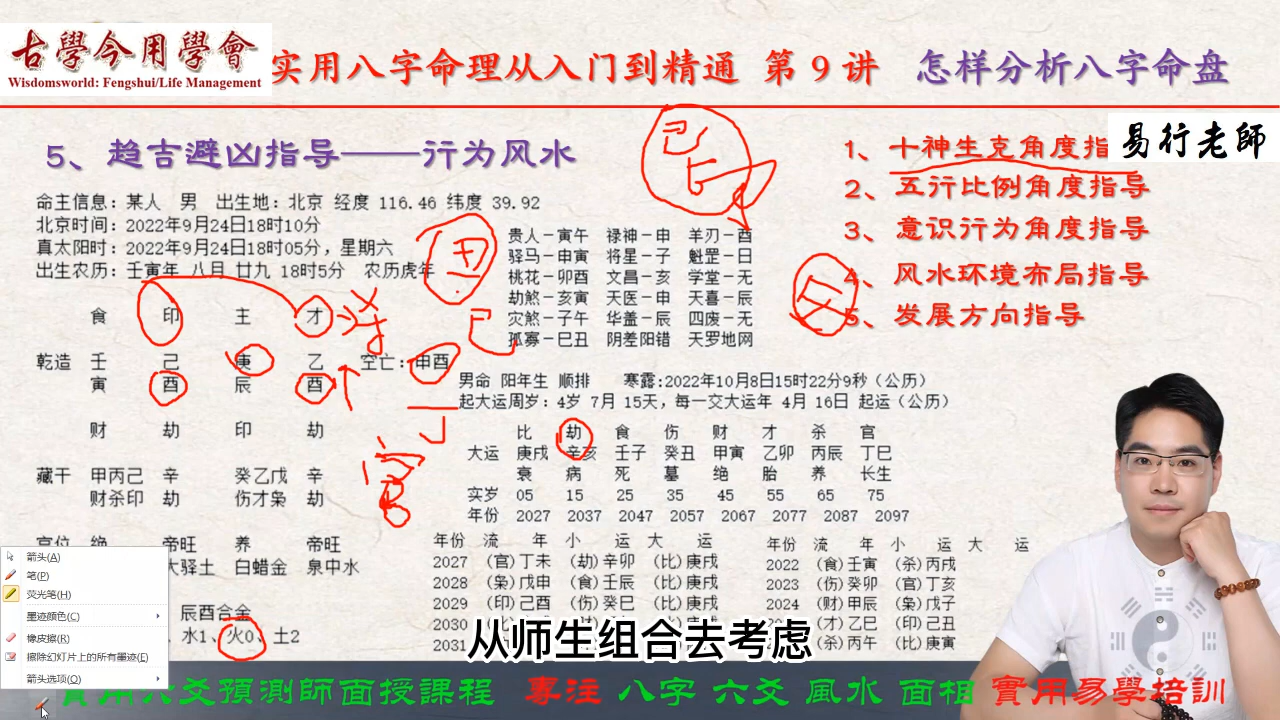 古學今用學會
Wisdomsworld: Fengshui/Life Management
实用八字命理从入门到精通 第 9 讲 怎样分析八字命盘
易行老師
5、趋吉避凶指导——行为风水
1、十神生克角度指
2、五行比例角度指导
3、意识行为角度指导
4、风水环境布局指导
5、发展方向指导
命主信息：某人 男 出生地：北京 经度 116.46 纬度 39.92
北京时间：2022年9月24日18时10分
真太阳时：2022年9月24日18时05分，星期六
出生农历：壬寅年 八月 廿九 18时5分 农历虎年
贵人－寅午 禄神－申 羊刃－酉
驿马－申寅 将星－子 魁罡－日
桃花－卯酉 文昌－亥 学堂－无
劫煞－亥寅 天医－申 天喜－辰
灾煞－子午 华盖－辰 四废－无
孤寡－巳丑 阴差阳错 天罗地网
食 印 主 才
乾造 壬 己 庚 乙 空亡：申酉
寅 酉 辰 酉
财 劫 印 劫
藏干 甲丙己 辛 癸乙戊 辛
财杀印 劫 伤才枭 劫
宫位 绝 帝旺 养 帝旺
大驿土 白蜡金 泉中水
辰酉合金
、水1、火0、土2
男命 阳年生 顺排 寒露:2022年10月8日15时22分9秒（公历）
起大运周岁：4岁 7月 15天，每一交大运年 4月 16日 起运（公历）
比 劫 食 伤 财 才 杀 官
大运 庚戌 辛亥 壬子 癸丑 甲寅 乙卯 丙辰 丁巳
衰 病 死 墓 绝 胎 养 长生
实岁 05 15 25 35 45 55 65 75
年份 2027 2037 2047 2057 2067 2077 2087 2097
年份 流 年 小 运 大 运
2027 （官）丁未 （劫）辛卯 （比）庚戌
2028 （枭）戊申 （食）壬辰 （比）庚戌
2029 （印）己酉 （伤）癸巳 （比）庚戌
2030
2031
年份 流 年 小 运 大 运
2022 （食）壬寅 （杀）丙戌
2023 （伤）癸卯 （官）丁亥
2024 （财）甲辰 （枭）戊子
（才）乙巳 （印）己丑
（杀）丙午 （比）庚寅
箭头(A)
笔(P)
荧光笔(H)
墨迹颜色(C)
橡皮擦(R)
擦除幻灯片上的所有墨迹(E)
箭头选项(O)
从师生组合去考虑
實用六爻預測師面授課程 專注 八字 六爻 風水 面相 實用易學培訓